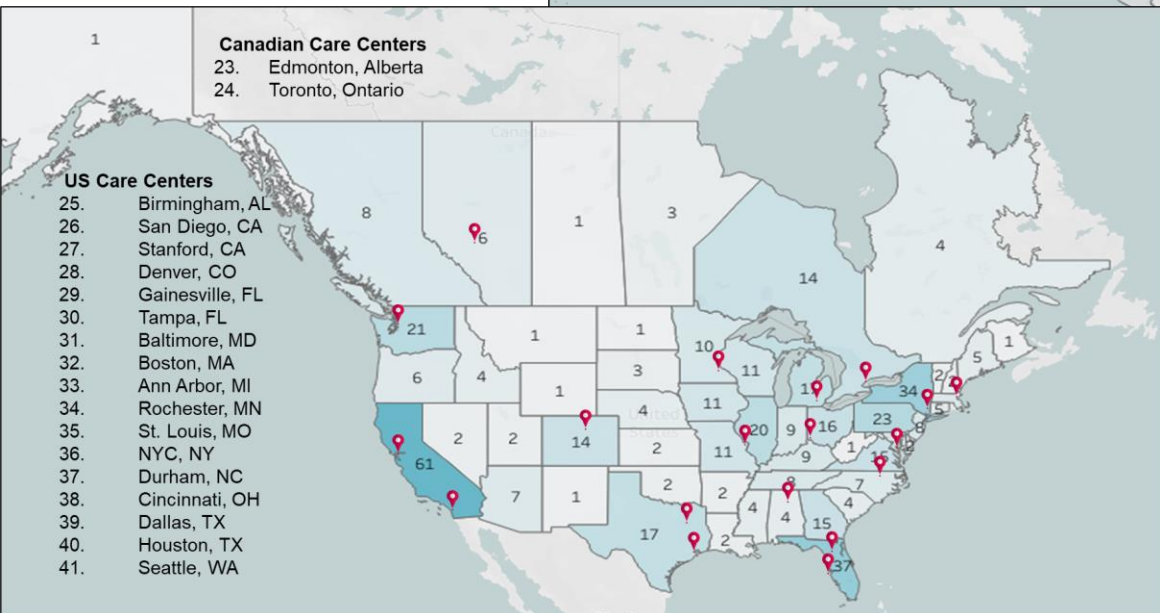 1
Canadian Care Centers
23. Edmonton, Alberta
24. Toronto, Ontario
Canada
US Care Centers
25. Birmingham, AL
26. San Diego, CA
27. Stanford, CA
28. Denver, CO
29. Gainesville, FL
30. Tampa, FL
31. Baltimore, MD
32. Boston, MA
33. Ann Arbor, MI
34. Rochester, MN
35. St. Louis, MO
36. NYC, NY
37. Durham, NC
38. Cincinnati, OH
39. Dallas, TX
40. Houston, TX
41. Seattle, WA
8
6
1
3
14
4
21
1
1
10
11
5
1
6
4
1
3
2
34
4
11
20
9
16
23
5
8
61
2
2
14
United States
2
11
9
1
7
1
2
2
7
4
17
2
4
4
15
37